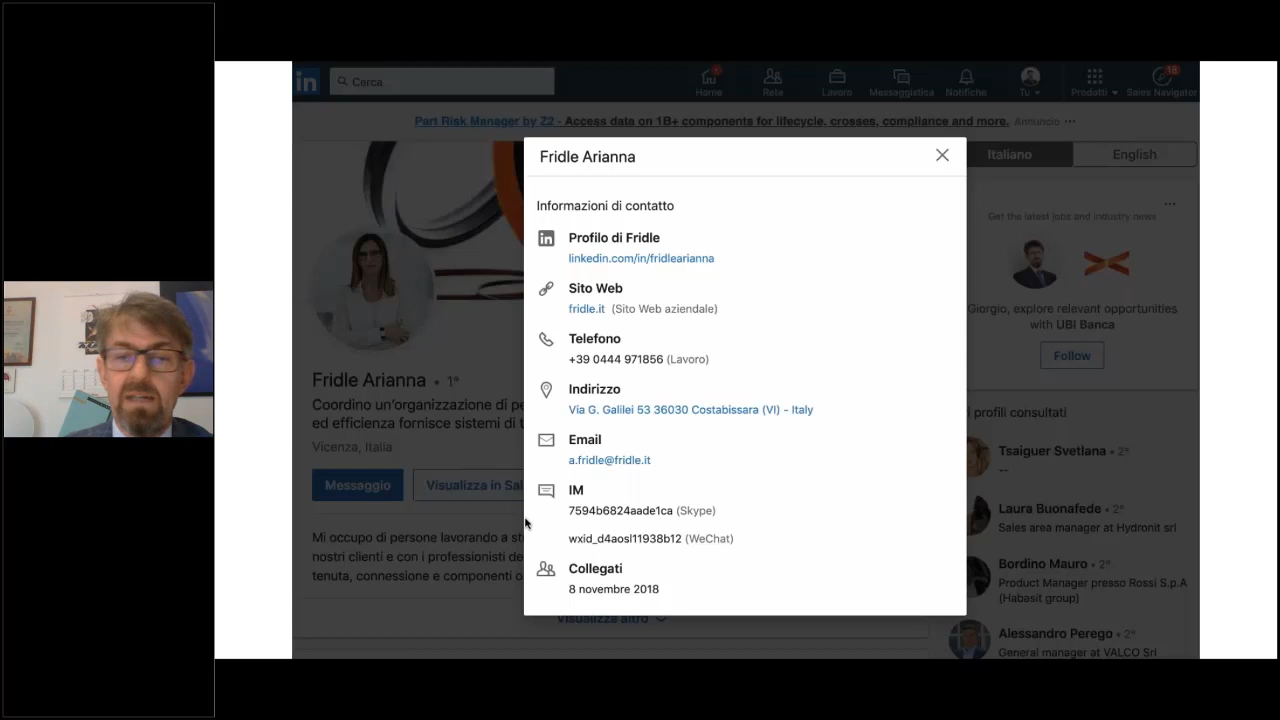 in
Cerca
Home
Rete
Lavoro
Messaggistica
Notifiche
Tu
Prodotti
18
Sales Navigator
Part Risk Manager by Z2 - Access data on 1B+ components for lifecycle, crosses, compliance and more. Annuncio ···
Fridle Arianna
Informazioni di contatto
Profilo di Fridle
linkedin.com/in/fridlearianna
Sito Web
fridle.it (Sito Web aziendale)
Telefono
+39 0444 971856 (Lavoro)
Indirizzo
Via G. Galilei 53 36030 Costabissara (VI) - Italy
Email
a.fridle@fridle.it
IM
7594b6824aade1ca (Skype)
wxid_d4aosl11938b12 (WeChat)
Collegati
8 novembre 2018
Fridle Arianna • 1°
Coordino un'organizzazione di pe
ed efficienza fornisce sistemi di t
Vicenza, Italia
Messaggio
Visualizza in Sal
Mi occupo di persone lavorando a st
nostri clienti e con i professionisti de
tenuta, connessione e componenti o
Visualizza altro
Italiano
English
Get the latest jobs and industry news
Giorgio, explore relevant opportunities
with UBI Banca
Follow
i profili consultati
Tsaiguer Svetlana • 2°
--
Laura Buonafede • 2°
Sales area manager at Hydronit srl
Bordino Mauro • 2°
Product Manager presso Rossi S.p.A
(Habasit group)
Alessandro Perego • 2°
General manager at VALCO Srl